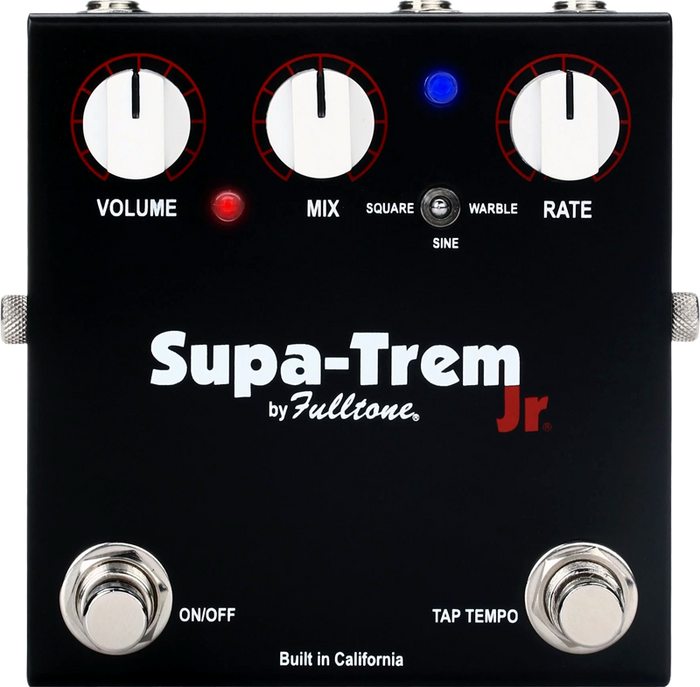 VOLUME
MIX
SQUARE
WARBLE
SINE
RATE
Supa-Trem
by Fulltone®
Jr®
ON/OFF
TAP TEMPO
Built in California